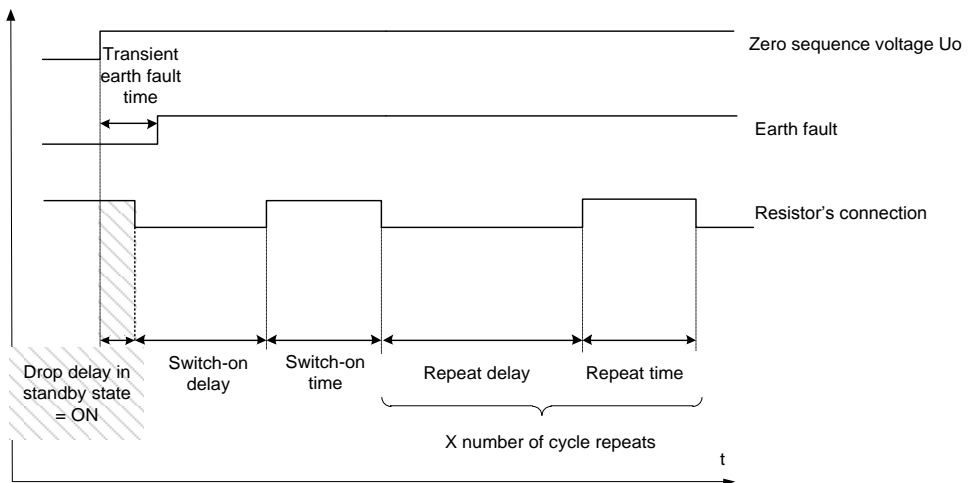 Zero sequence voltage Uo
Transient
earth fault
time
Earth fault
Resistor's connection
Drop delay in
standby state
= ON
Switch-on
delay
Switch-on
time
Repeat delay
Repeat time
X number of cycle repeats
t